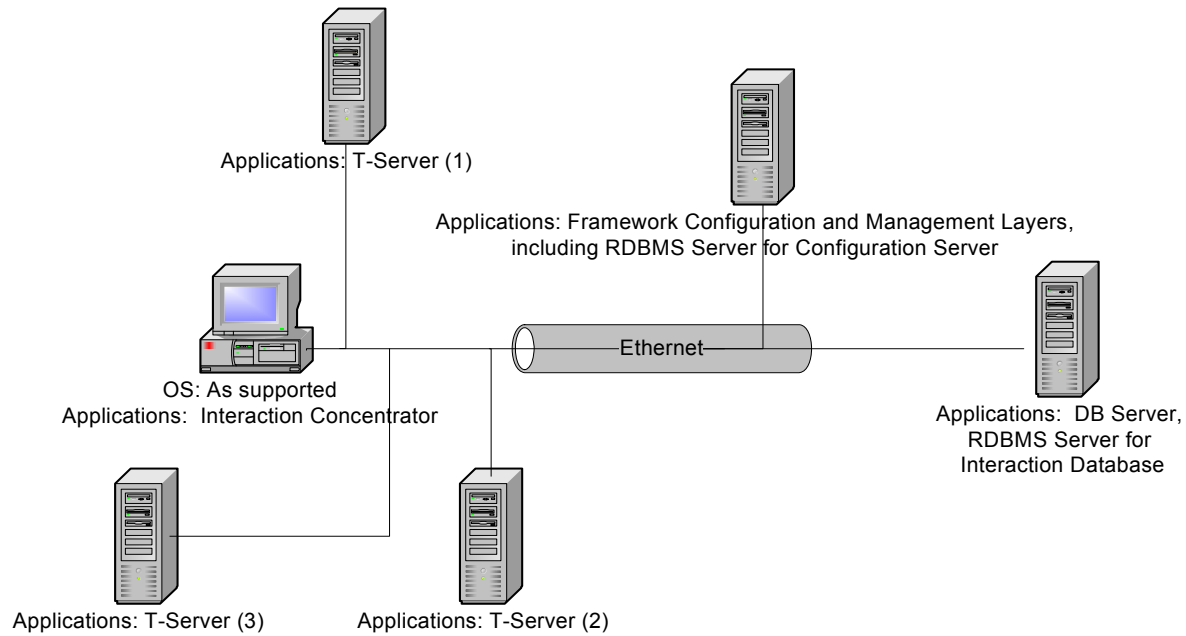 Applications: T-Server (1)
Applications: Framework Configuration and Management Layers,
including RDBMS Server for Configuration Server
Ethernet
OS: As supported
Applications:  Interaction Concentrator
Applications:  DB Server,
RDBMS Server for
Interaction Database
Applications: T-Server (3)
Applications: T-Server (2)